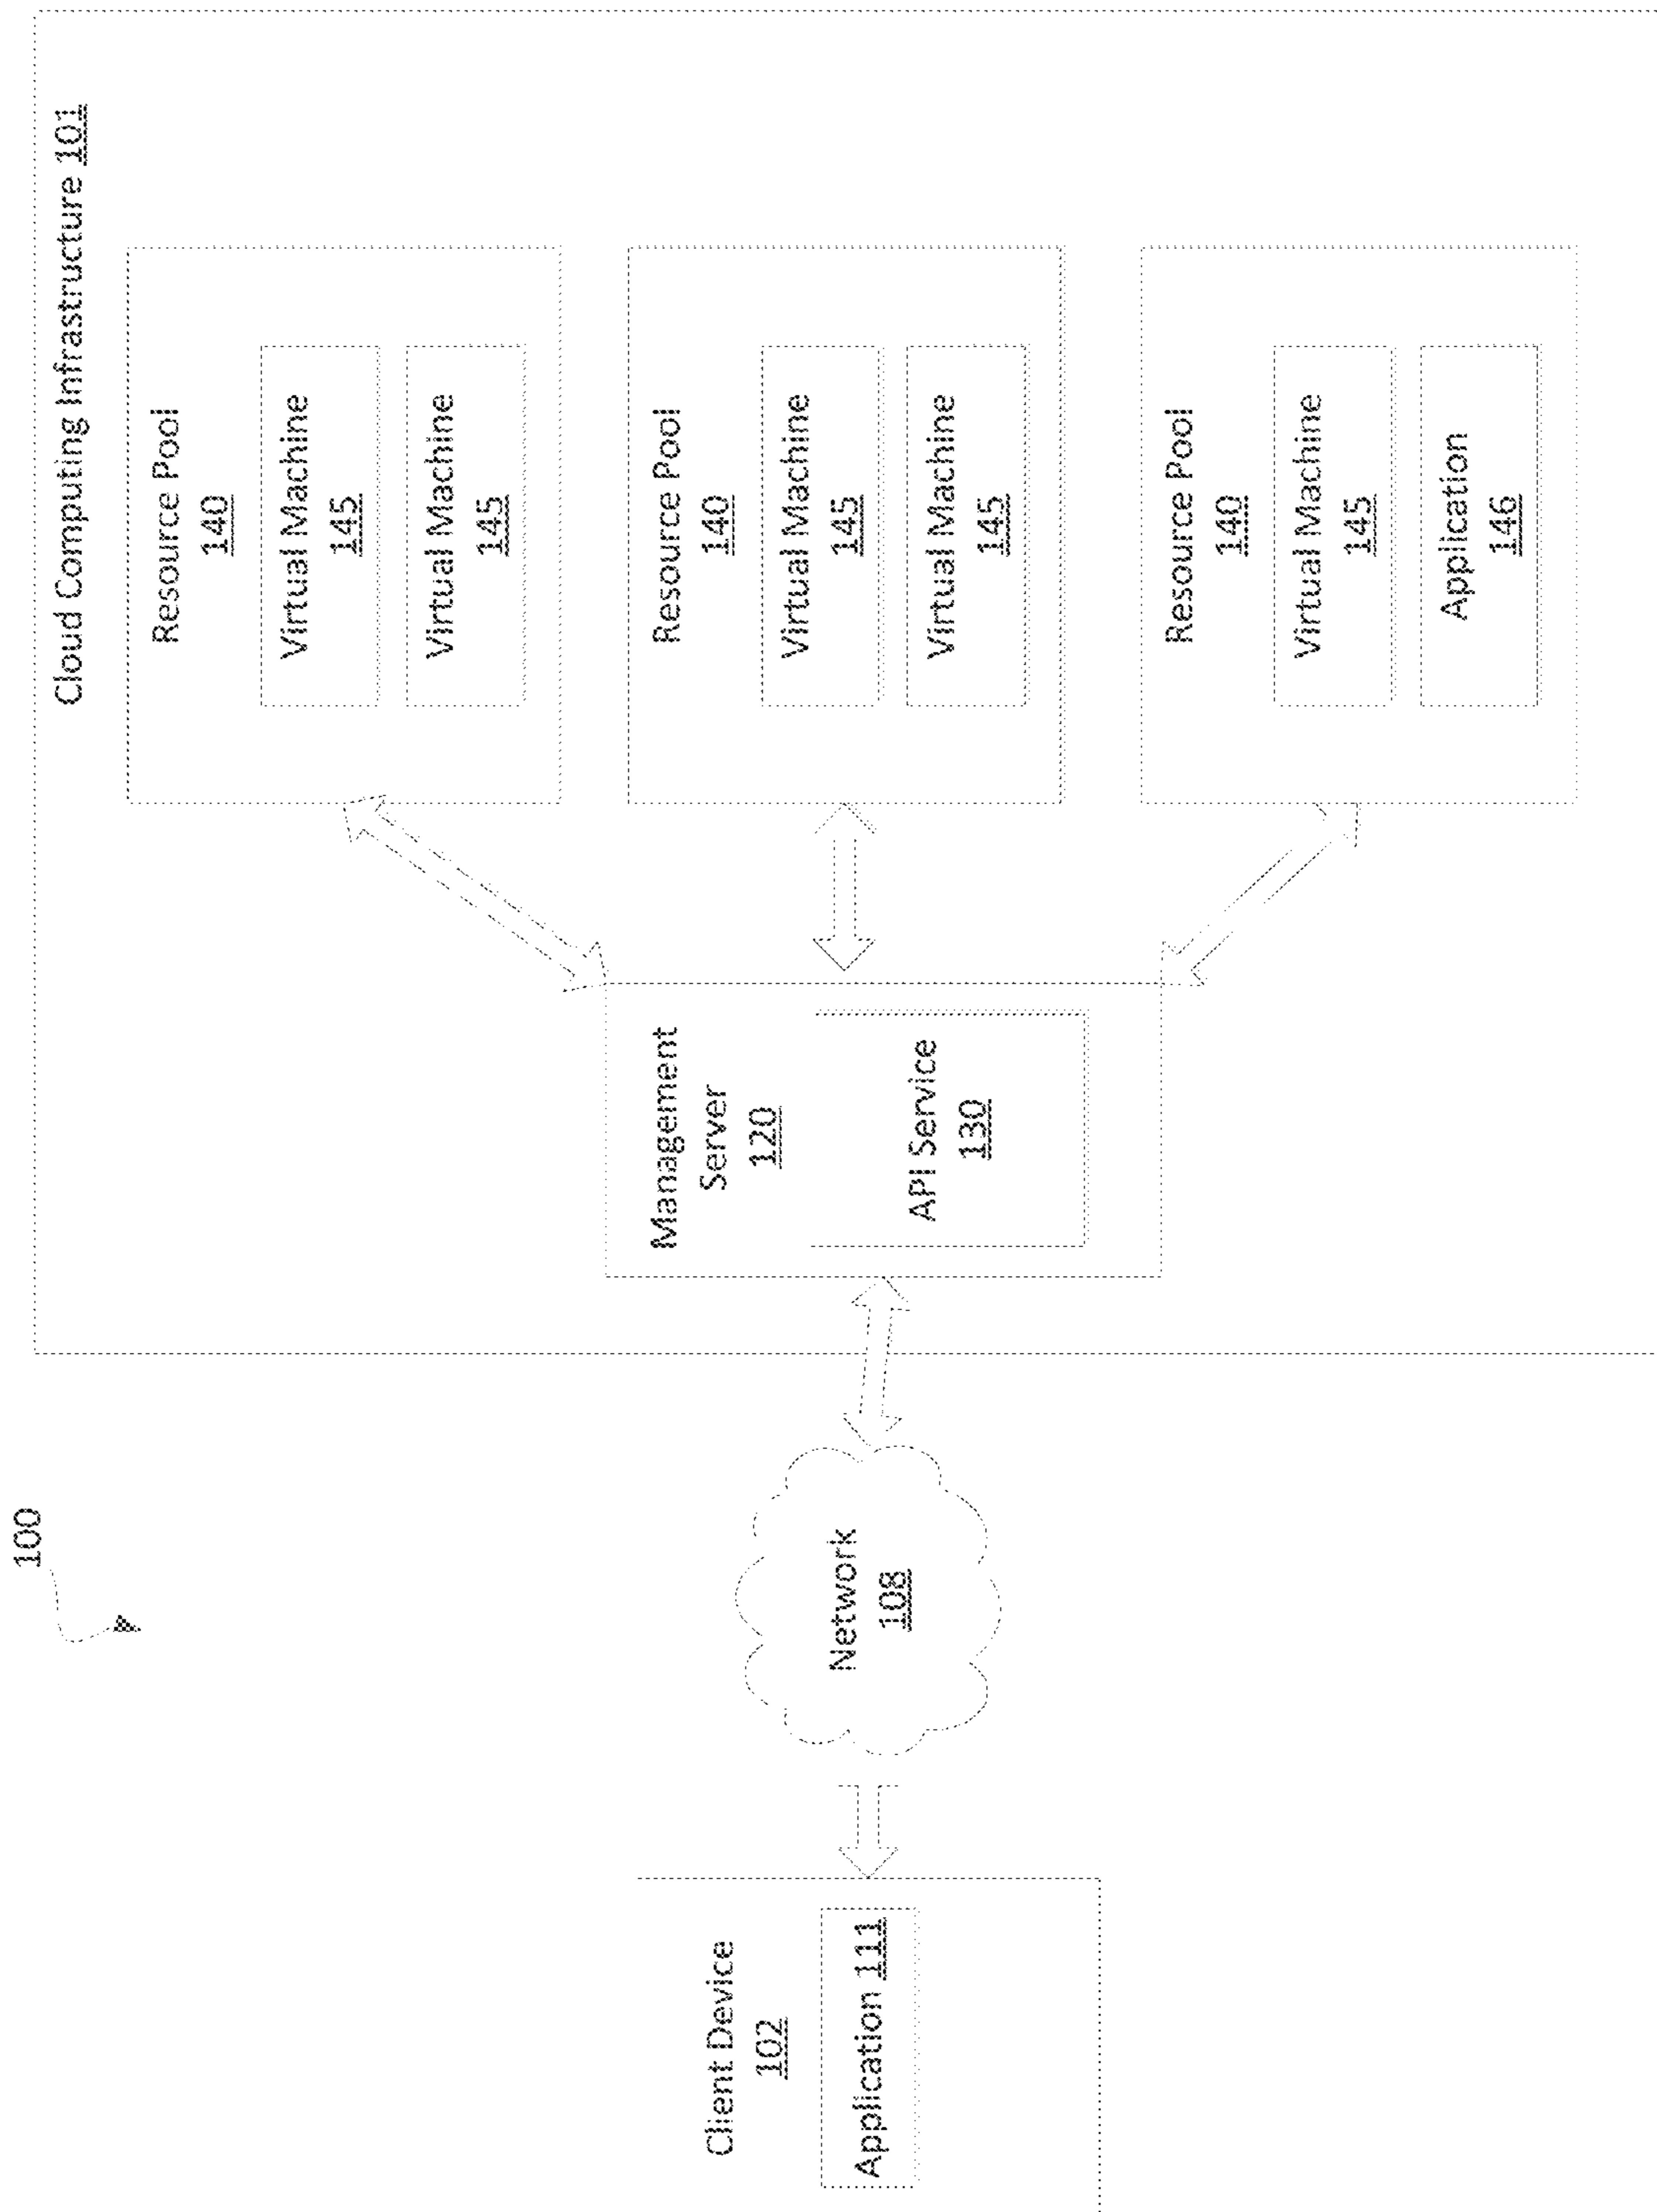 100
Cloud Computing Infrastructure 101
Client Device
102
Application 111
Network
108
Management
Server
120
API Service
130
Resource Pool
140
Virtual Machine
145
Virtual Machine
145
Resource Pool
140
Virtual Machine
145
Virtual Machine
145
Resource Pool
140
Virtual Machine
145
Application
146